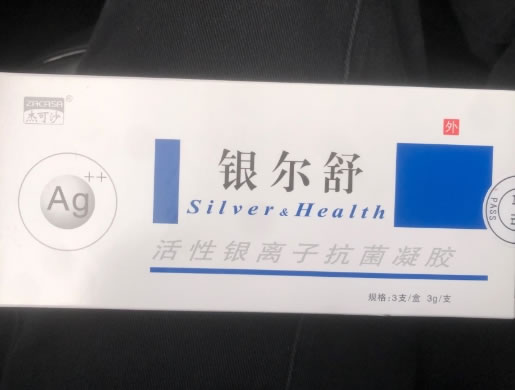 ZACASA®
杰可沙
外
Ag++
银尔舒
Silver & Health
PASS
活性银离子抗菌凝胶
规格:3支/盒 3g/支